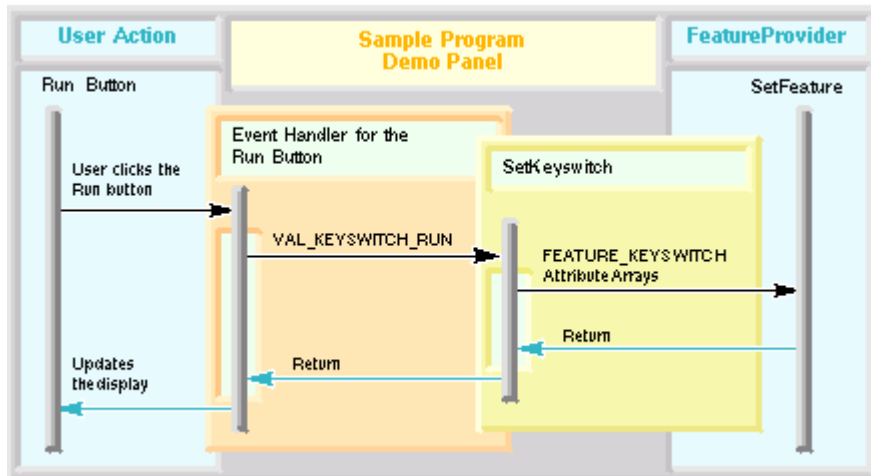 User Action
Sample Program
Demo Panel
FeatureProvider
Run Button
SetFeature
Event Handler for the
Run Button
SetKeyswitch
User clicks the
Run button
VAL_KEYSWITCH_RUN
FEATURE_KEYSWITCH
Attribute Arrays
Return
Return
Updates
the display